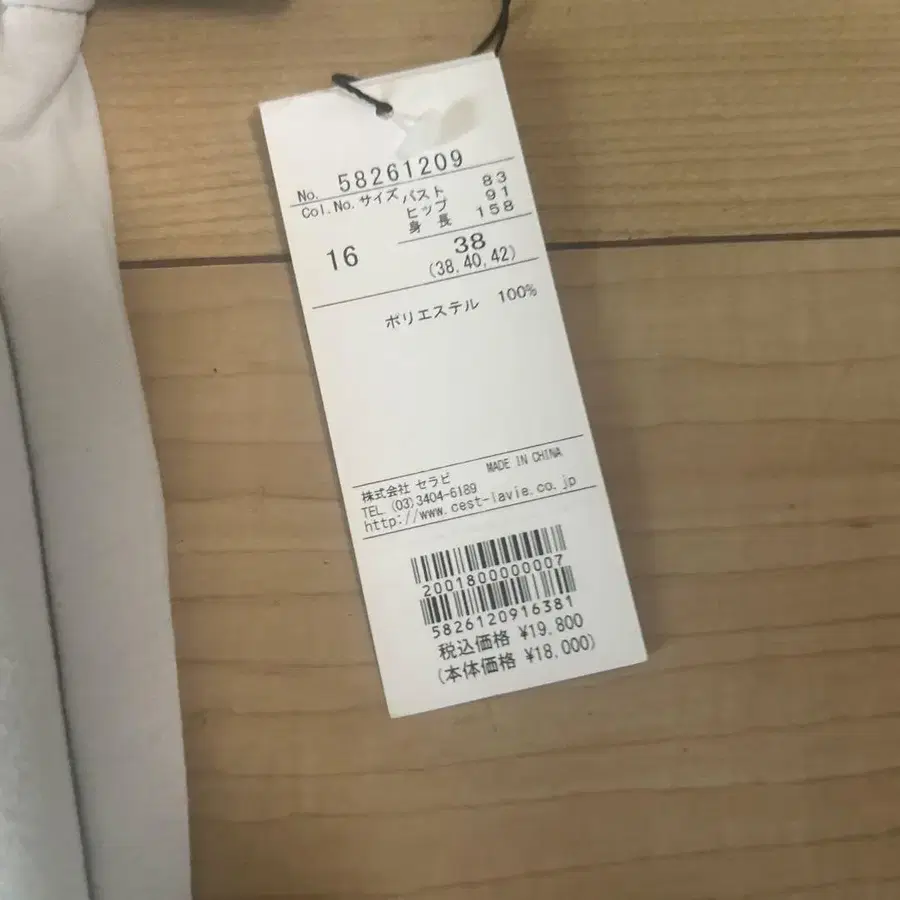 No. 58261209
Col.No. サイズ バスト 83
ヒップ 91
身 長 158
16 38
(38,40,42)
ポリエステル 100%
MADE IN CHINA
株式会社 セラビ
TEL (03)3404-6189
http://www.cest-lavie.co.jp
2001800000007
5826120916381
税込価格 ¥19,800
(本体価格 ¥18,000)